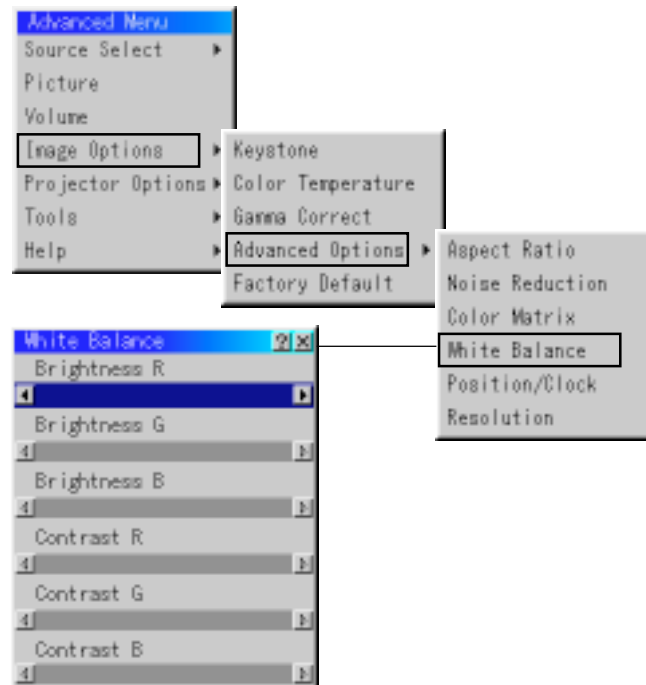 Advanced Menu
Source Select
Picture
Volume
Image Options
Projector Options
Tools
Help
Keystone
Color Temperature
Gamma Correct
Advanced Options
Factory Default
Aspect Ratio
Noise Reduction
Color Matrix
White Balance
Position/Clock
Resolution
White Balance
Brightness R
Brightness G
Brightness B
Contrast R
Contrast G
Contrast B